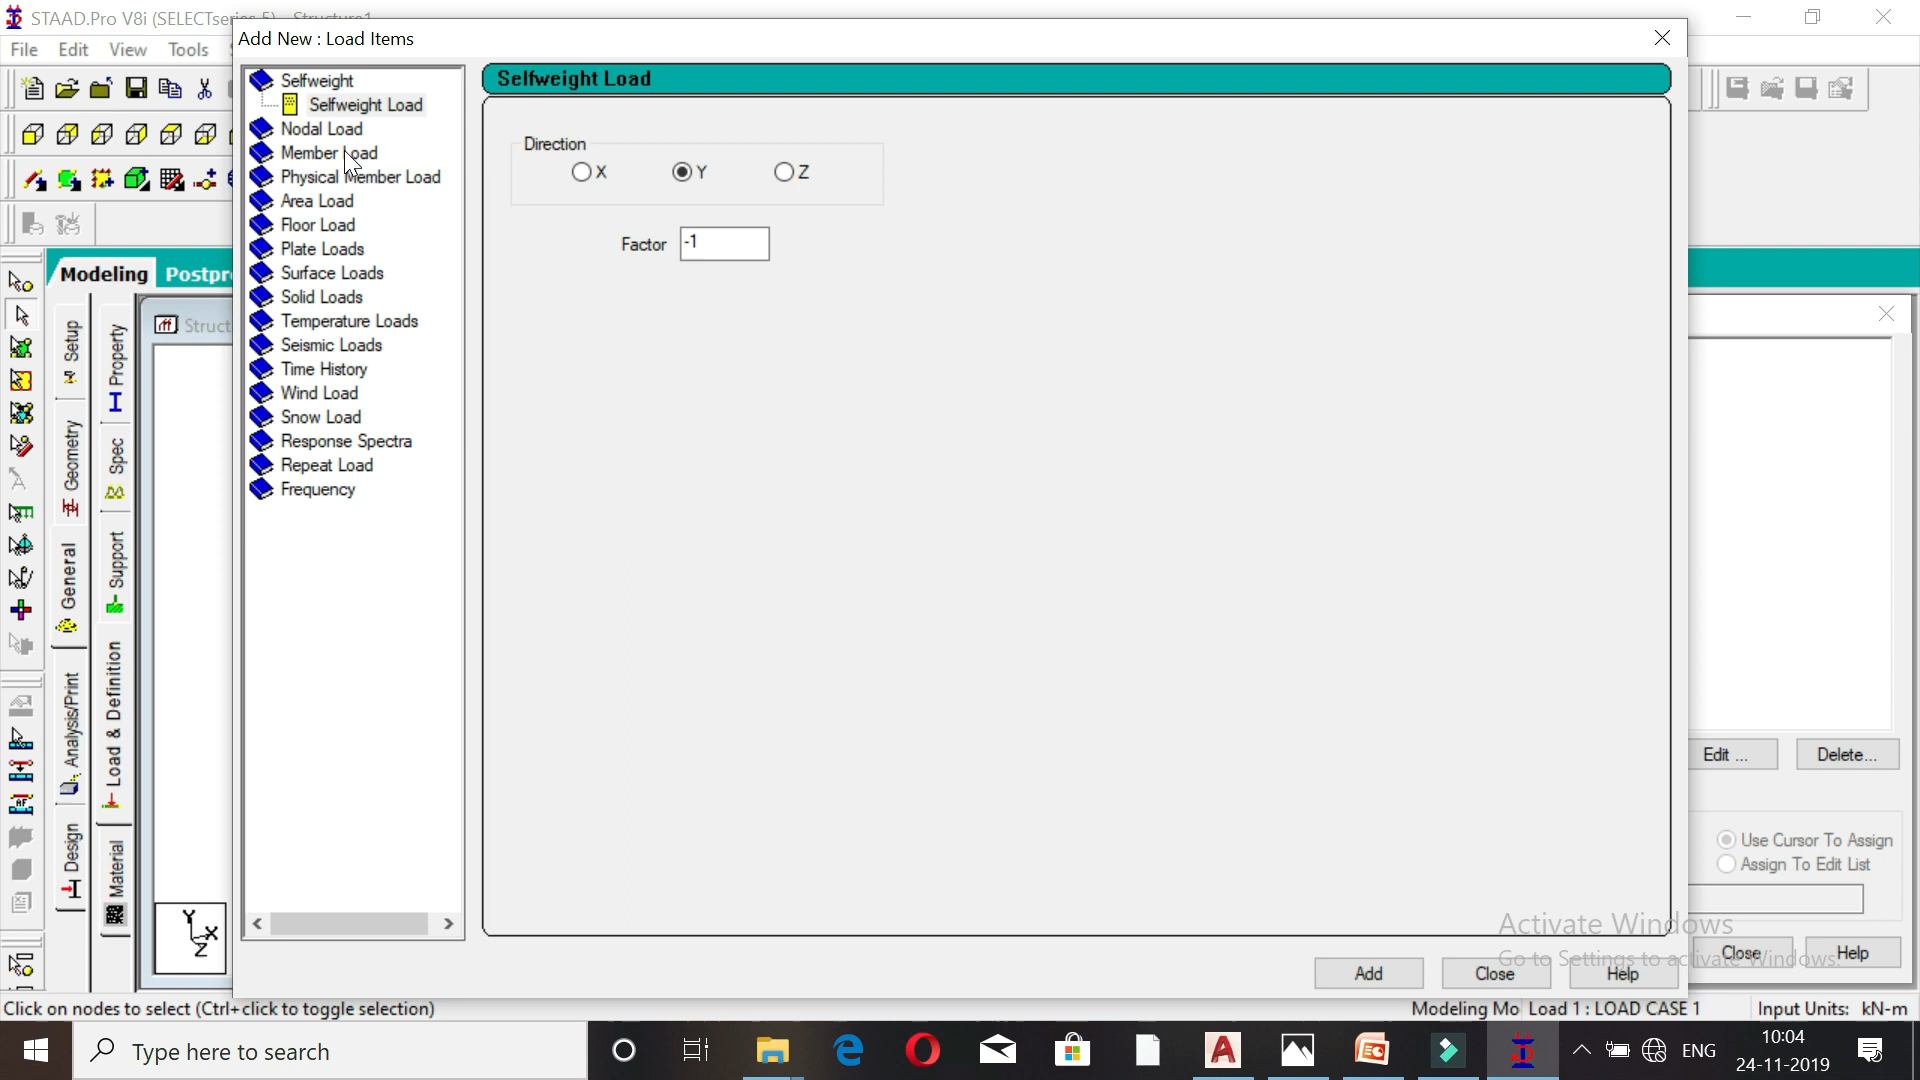 STAAD.Pro V8i (SELECTseries 5) - Structure1
File Edit View Tools
Add New : Load Items
Selfweight
Selfweight Load
Nodal Load
Member Load
Physical Member Load
Area Load
Floor Load
Plate Loads
Surface Loads
Solid Loads
Temperature Loads
Seismic Loads
Time History
Wind Load
Snow Load
Response Spectra
Repeat Load
Frequency
Selfweight Load
Direction
X Y Z
Factor -1
Add Close Help
Modeling Postpr
Setup
Geometry
General
Analysis/Print
Design
Property
Spec
Support
Load & Definition
Material
Struct
Y
X
Z
AF
Edit ... Delete...
Use Cursor To Assign
Assign To Edit List
Close Help
Activate Windows
Go to Settings to activate Windows.
Click on nodes to select (Ctrl+click to toggle selection)
Modeling Mo Load 1 : LOAD CASE 1 Input Units: kN-m
Type here to search
ENG
10:04
24-11-2019